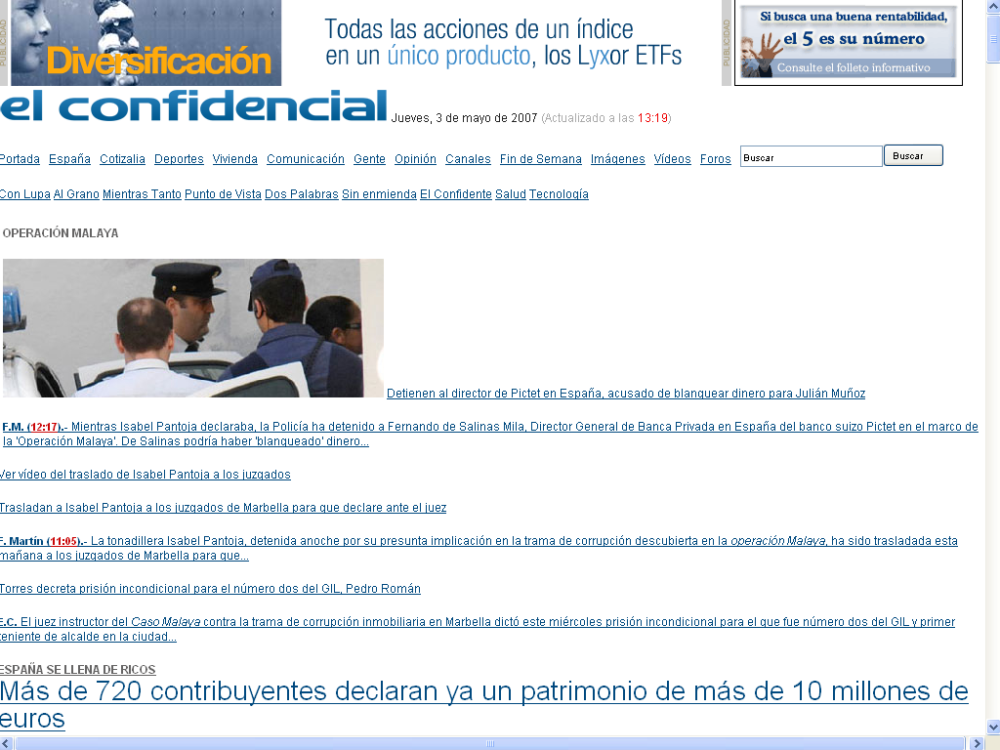 PUBLICIDAD
Diversificación
Todas las acciones de un índice
en un único producto, los Lyxor ETFs
PUBLICIDAD
Si busca una buena rentabilidad,
el 5 es su número
Consulte el folleto informativo
el confidencial Jueves, 3 de mayo de 2007 (Actualizado a las 13:19)
Portada España Cotizalia Deportes Vivienda Comunicación Gente Opinión Canales Fin de Semana Imágenes Vídeos Foros Buscar Buscar
Con Lupa Al Grano Mientras Tanto Punto de Vista Dos Palabras Sin enmienda El Confidente Salud Tecnología
OPERACIÓN MALAYA
Detienen al director de Pictet en España, acusado de blanquear dinero para Julián Muñoz
F.M. (12:17).- Mientras Isabel Pantoja declaraba, la Policía ha detenido a Fernando de Salinas Mila, Director General de Banca Privada en España del banco suizo Pictet en el marco de
la 'Operación Malaya'. De Salinas podría haber 'blanqueado' dinero...
Ver vídeo del traslado de Isabel Pantoja a los juzgados
Trasladan a Isabel Pantoja a los juzgados de Marbella para que declare ante el juez
F. Martín (11:05).- La tonadillera Isabel Pantoja, detenida anoche por su presunta implicación en la trama de corrupción descubierta en la operación Malaya, ha sido trasladada esta
mañana a los juzgados de Marbella para que...
Torres decreta prisión incondicional para el número dos del GIL, Pedro Román
E.C. El juez instructor del Caso Malaya contra la trama de corrupción inmobiliaria en Marbella dictó este miércoles prisión incondicional para el que fue número dos del GIL y primer
teniente de alcalde en la ciudad...
ESPAÑA SE LLENA DE RICOS
Más de 720 contribuyentes declaran ya un patrimonio de más de 10 millones de
euros